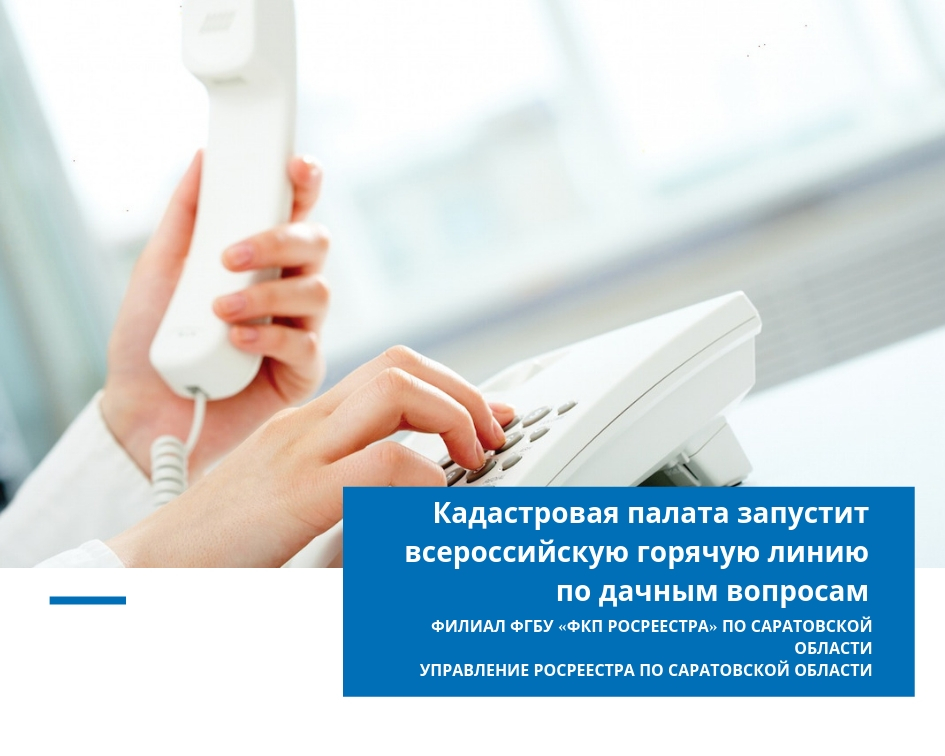 Кадастровая палата запустит
всероссийскую горячую линию
по дачным вопросам
ФИЛИАЛ ФГБУ «ФКП РОСРЕЕСТРА» ПО САРАТОВСКОЙ
ОБЛАСТИ
УПРАВЛЕНИЕ РОСРЕЕСТРА ПО САРАТОВСКОЙ ОБЛАСТИ